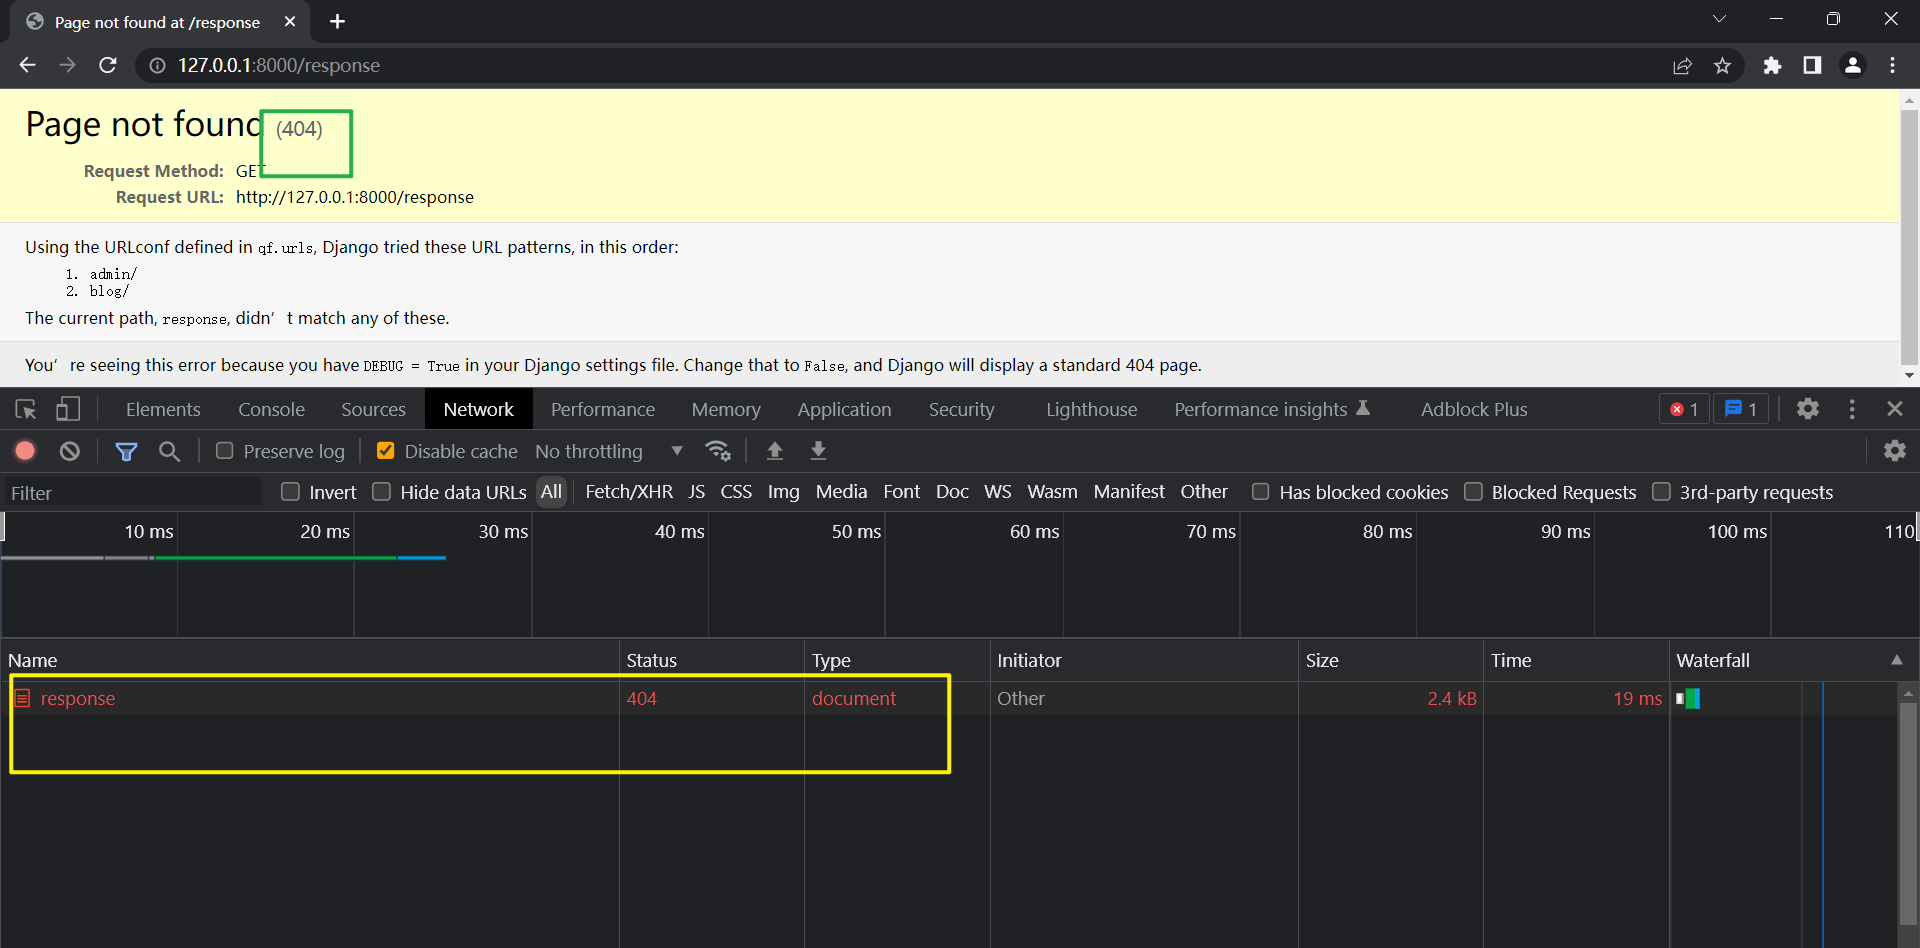 Page not found at /response
127.0.0.1:8000/response
Page not found (404)
Request Method: GET
Request URL: http://127.0.0.1:8000/response
Using the URLconf defined in qf.urls, Django tried these URL patterns, in this order:
1. admin/
2. blog/
The current path, response, didn’t match any of these.
You’re seeing this error because you have DEBUG = True in your Django settings file. Change that to False, and Django will display a standard 404 page.
Elements Console Sources Network Performance Memory Application Security Lighthouse Performance insights Adblock Plus 1 1
Preserve log Disable cache No throttling
Filter Invert Hide data URLs All Fetch/XHR JS CSS Img Media Font Doc WS Wasm Manifest Other Has blocked cookies Blocked Requests 3rd-party requests
10 ms 20 ms 30 ms 40 ms 50 ms 60 ms 70 ms 80 ms 90 ms 100 ms 110
Name Status Type Initiator Size Time Waterfall
response 404 document Other 2.4 kB 19 ms